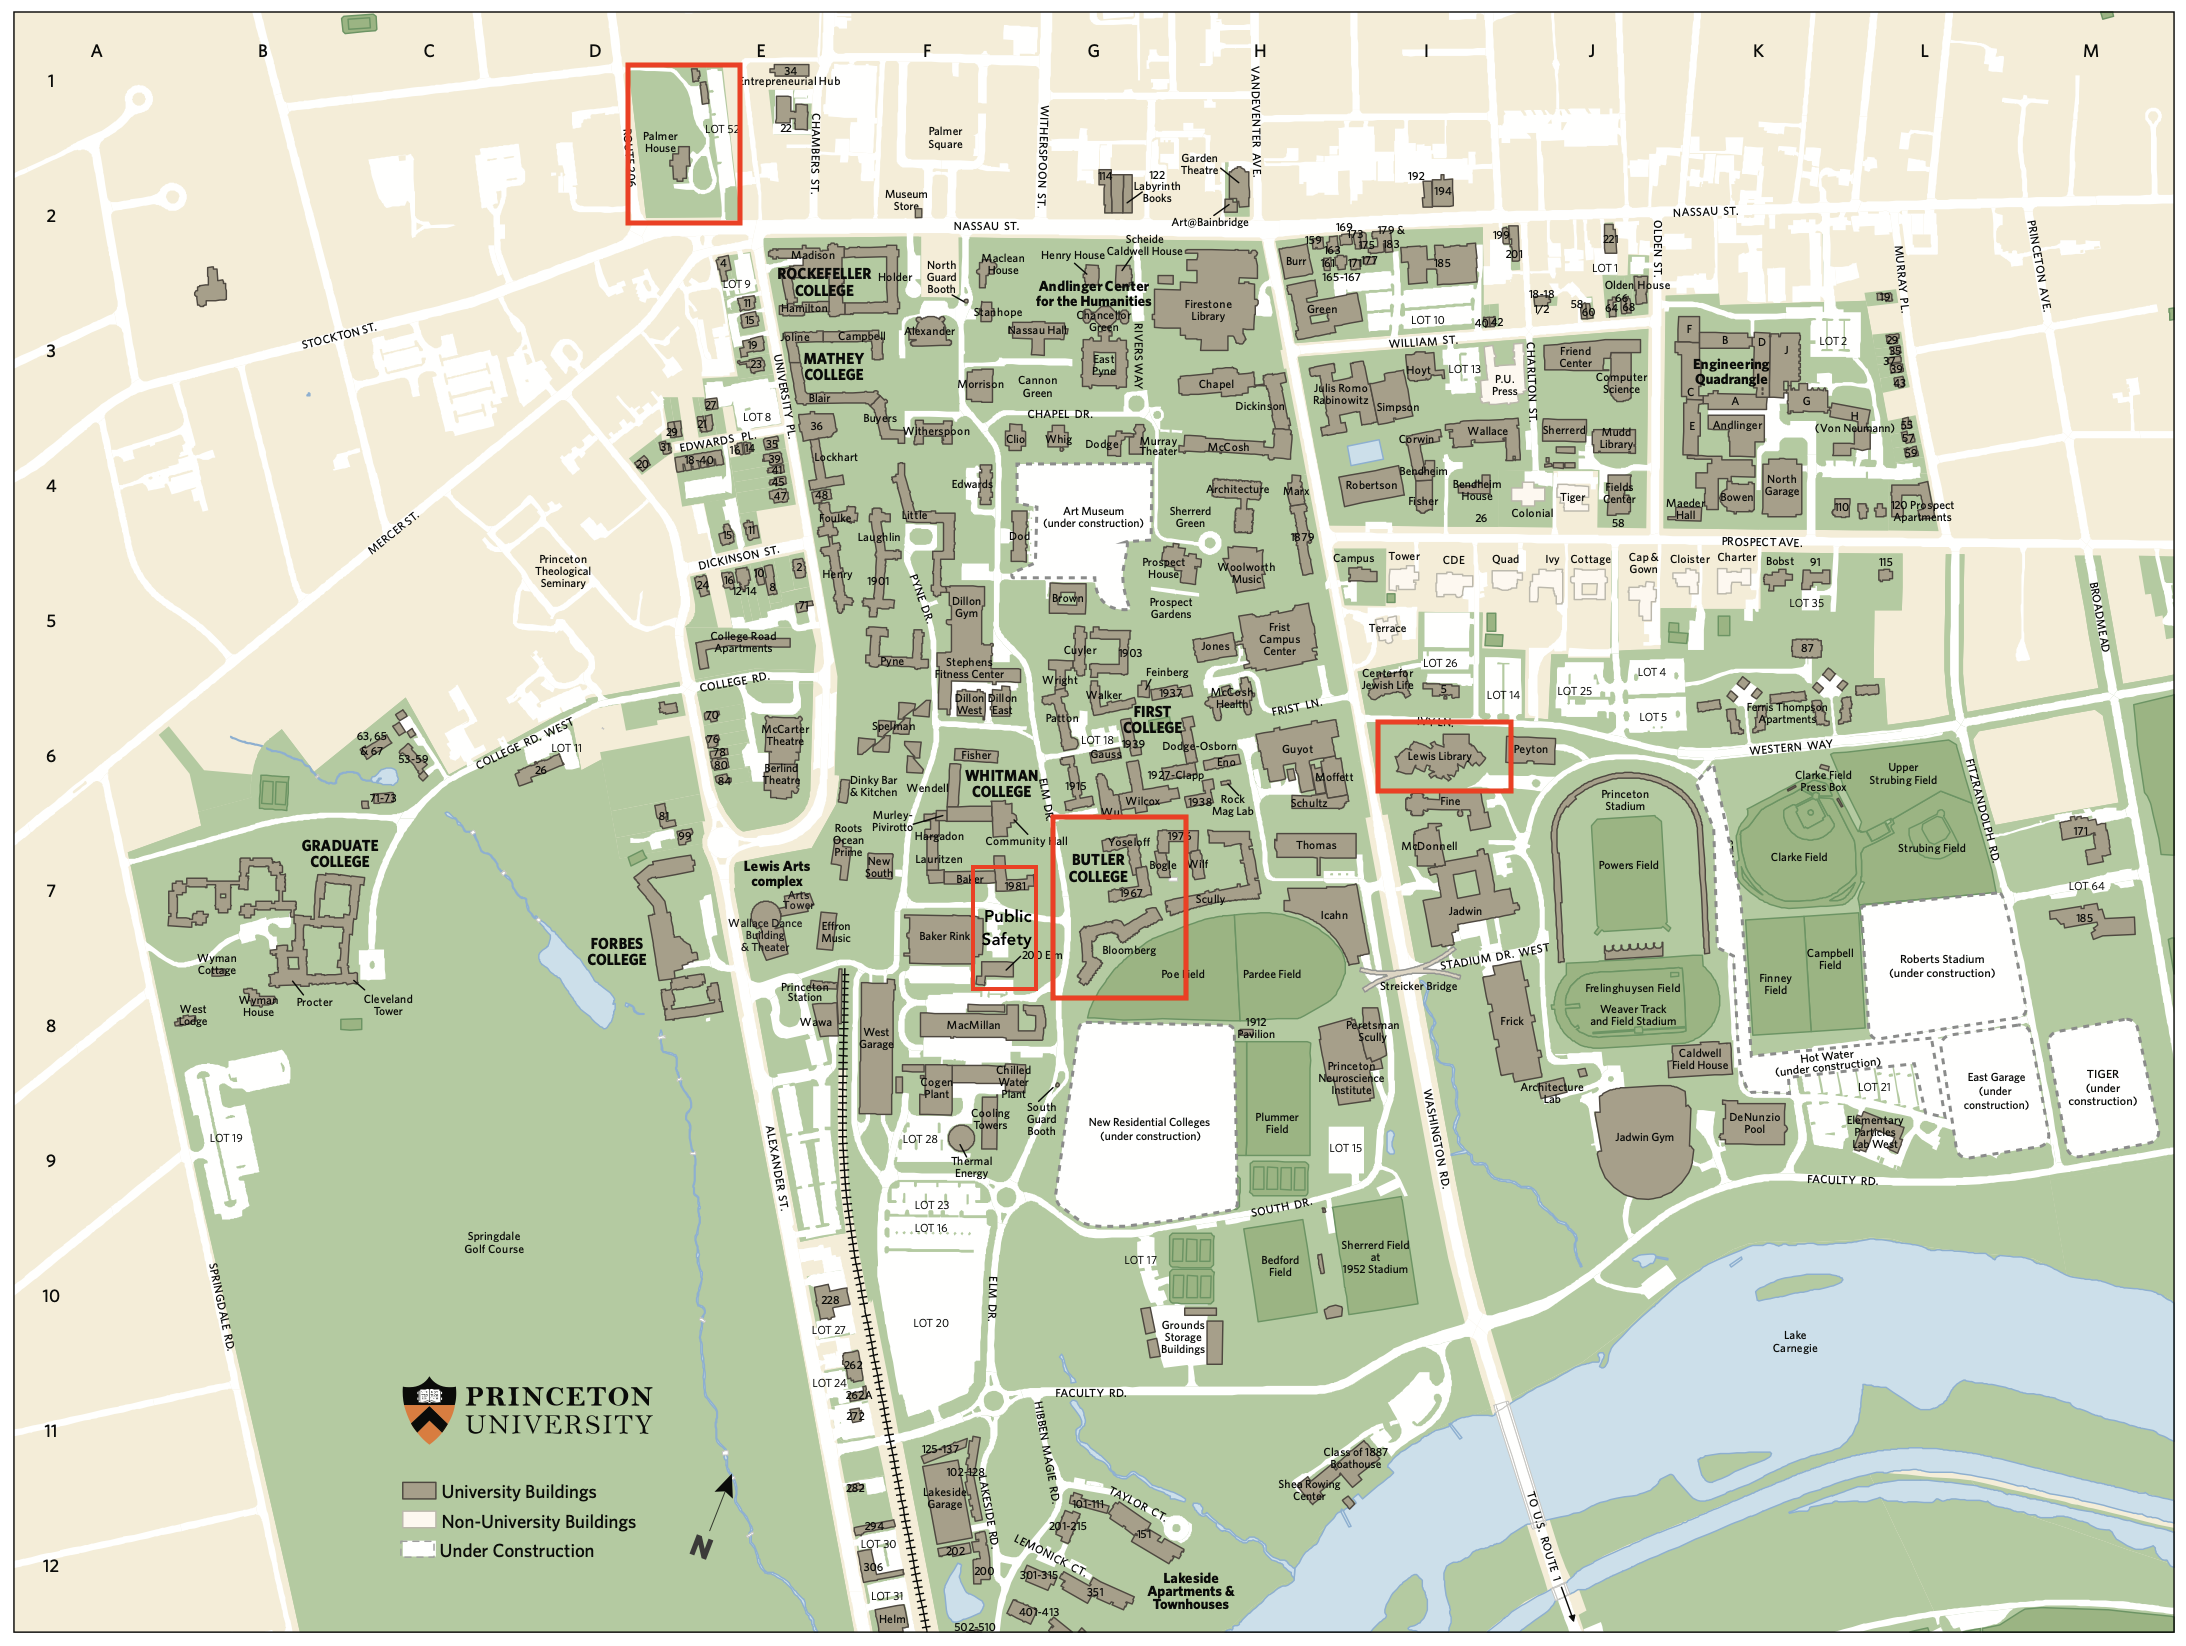 A B C D E F G H I J K L M
1
2
3
4
5
6
7
8
9
10
11
12
34
Entrepreneurial Hub
22
CHAMBERS ST.
Palmer
House
LOT 52
Palmer
Square
WITHERSPOON ST.
VANDEVENTER AVE.
Museum
Store
114
122
Labyrinth
Books
Garden
Theatre
Art@Bainbridge
192
194
NASSAU ST.
NASSAU ST.
OLDEN ST.
MURRAY PL.
PRINCETON AVE.
STOCKTON ST.
MERCER ST.
4
LOT 9
11
15
19
23
UNIVERSITY PL.
Madison
ROCKEFELLER
COLLEGE
Holder
Hamilton
Joline
Campbell
MATHEY
COLLEGE
Blair
Buyers
North
Guard
Booth
Alexander
Maclean
House
Stanhope
Nassau Hall
Morrison
Cannon
Green
Henry House
Scheide
Caldwell House
Andlinger Center
for the Humanities
Chancellor
Green
East
Pyne
RIVERS WAY
Firestone
Library
Chapel
Dickinson
CHAPEL DR.
Witherspoon
Clio
Whig
Dodge
Murray
Theater
McCosh
Burr
159
161
163
165-167
169
171
173
175
177
179 &
183
185
Green
LOT 10
WILLIAM ST.
199
201
221
LOT 1
Olden House
18-18
1/2
58
60
64
66
68
40
42
Julis Romo
Rabinowitz
Simpson
Hoyt
LOT 13
P.U.
Press
CHARLTON ST.
Friend
Center
Computer
Science
F
B
D
J
Engineering
Quadrangle
C
A
G
H
(Von Neumann)
E
Andlinger
LOT 2
19
29
35
37
39
43
55
57
59
Corwin
Wallace
Sherrerd
Mudd
Library
Bendheim
Robertson
Fisher
Bendheim
House
26
Colonial
Tiger
Fields
Center
58
Maeder
Hall
Bowen
North
Garage
110
120 Prospect
Apartments
PROSPECT AVE.
27
21
29
31
20
LOT 8
EDWARDS PL.
18-40
16
14
35
39
41
45
47
36
Lockhart
48
Foulke
Little
Laughlin
Henry
1901
Edwards
Dod
Art Museum
(under construction)
Architecture
Marx
Sherrerd
Green
1879
15
11
DICKINSON ST.
24
16
12-14
10
8
2
71
Princeton
Theological
Seminary
College Road
Apartments
COLLEGE RD.
PYNE DR.
Dillon
Gym
Pyne
Stephens
Fitness Center
Dillon
West
Dillon
East
Brown
Prospect
House
Woolworth
Music
Prospect
Gardens
Frist
Campus
Center
Jones
Cuyler
1903
Wright
Feinberg
Walker
1937
McCosh
Health
FRIST LN.
Patton
FIRST
COLLEGE
LOT 18
1939
Gauss
Dodge-Osborn
1927-Clapp
Eno
1915
Wilcox
1938
Rock
Mag Lab
Guyot
Moffett
Schultz
Campus
Tower
CDE
Quad
Ivy
Cottage
Cap &
Gown
Cloister
Charter
Bobst
91
115
LOT 35
Terrace
LOT 26
Center for
Jewish Life
5
LOT 14
LOT 25
LOT 4
LOT 5
87
Ferris Thompson
Apartments
WESTERN WAY
BROADMEAD
FITZRANDOLPH RD.
Lewis Library
Peyton
Fine
70
76
78
80
84
McCarter
Theatre
Berlind
Theatre
Spelman
Fisher
WHITMAN
COLLEGE
Wendell
Dinky Bar
& Kitchen
Murley-
Pivirotto
Hargadon
Community Hall
Lauritzen
Baker
1981
ELM DR.
63, 65
& 67
53-59
71-73
COLLEGE RD. WEST
LOT 11
26
81
99
GRADUATE
COLLEGE
Wyman
Cottage
West
Lodge
Wyman
House
Procter
Cleveland
Tower
FORBES
COLLEGE
Lewis Arts
complex
Arts
Tower
Wallace Dance
Building
& Theater
Effron
Music
Roots
Ocean
Prime
New
South
Baker Rink
Public
Safety
200 Elm
BUTLER
COLLEGE
Yoseloff
1976
Bogle
Wilf
1967
Scully
Bloomberg
Poe Field
Pardee Field
Thomas
Icahn
McDonnell
Jadwin
STADIUM DR. WEST
Streicker Bridge
Princeton
Stadium
Powers Field
Frelinghuysen Field
Weaver Track
and Field Stadium
Clarke Field
Press Box
Upper
Strubing Field
Clarke Field
Strubing Field
Finney
Field
Campbell
Field
Roberts Stadium
(under construction)
171
LOT 64
185
Princeton
Station
Wawa
West
Garage
MacMillan
Cogen
Plant
Chilled
Water
Plant
Cooling
Towers
South
Guard
Booth
LOT 28
Thermal
Energy
1912
Pavilion
Peretsman
Scully
Princeton
Neuroscience
Institute
Plummer
Field
LOT 15
New Residential Colleges
(under construction)
WASHINGTON RD.
Frick
Architecture
Lab
Caldwell
Field House
Jadwin Gym
DeNunzio
Pool
Hot Water
(under construction)
LOT 21
Elementary
Particles
Lab West
East Garage
(under
construction)
TIGER
(under
construction)
FACULTY RD.
LOT 19
SPRINGDALE RD.
Springdale
Golf Course
ALEXANDER ST.
LOT 23
LOT 16
LOT 20
ELM DR.
SOUTH DR.
LOT 17
Bedford
Field
Sherrerd Field
at
1952 Stadium
Grounds
Storage
Buildings
228
LOT 27
262
LOT 24
262A
272
282
294
LOT 30
306
LOT 31
Helm
FACULTY RD.
Lake
Carnegie
HIBBEN MAGIE RD.
125-137
102-128
Lakeside
Garage
LAKESIDE RD.
202
200
101-111
TAYLOR CT.
201-215
151
LEMONICK CT.
301-315
351
401-413
502-510
Lakeside
Apartments &
Townhouses
Class of 1887
Boathouse
Shea Rowing
Center
TO U.S. ROUTE 1
PRINCETON
UNIVERSITY
University Buildings
Non-University Buildings
Under Construction
N